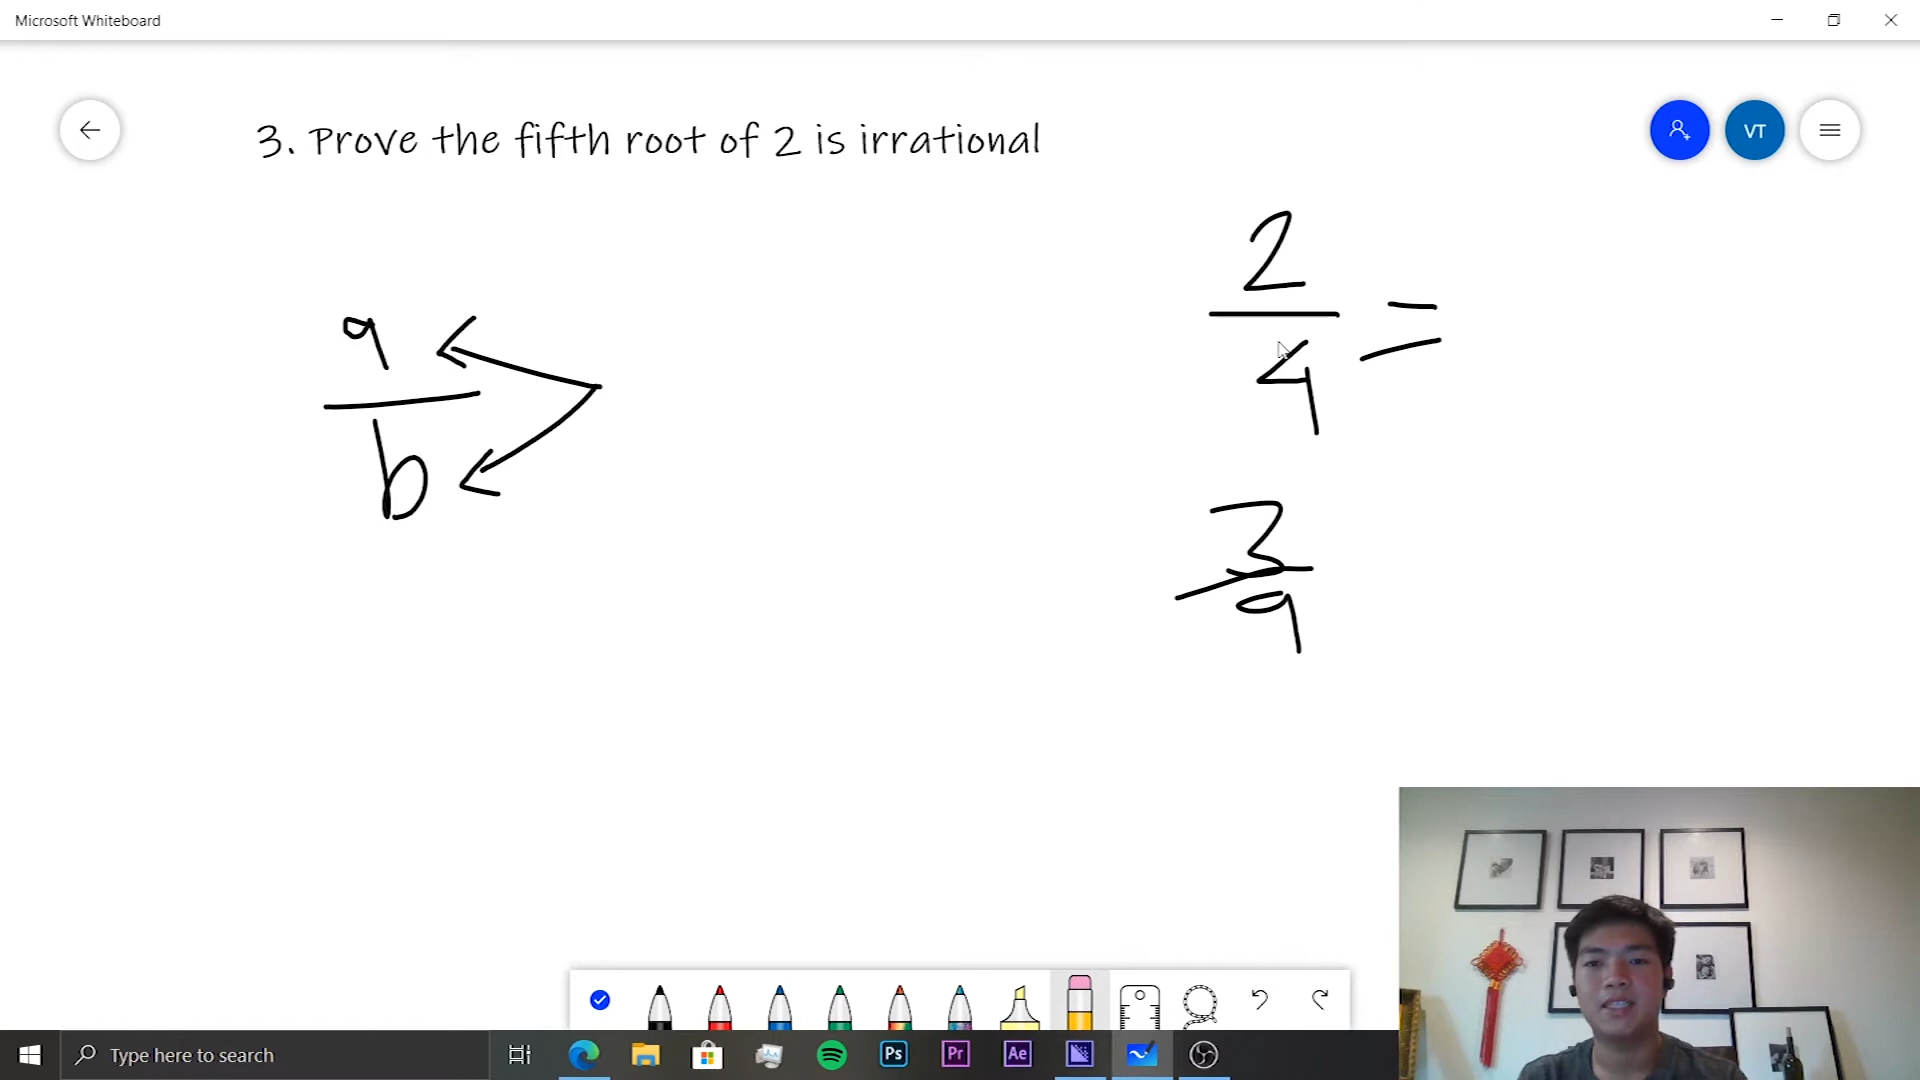 Microsoft Whiteboard
3. Prove the fifth root of 2 is irrational
VT
a
b
2
4
=
3
9
Type here to search
Ps
Pr
Ae